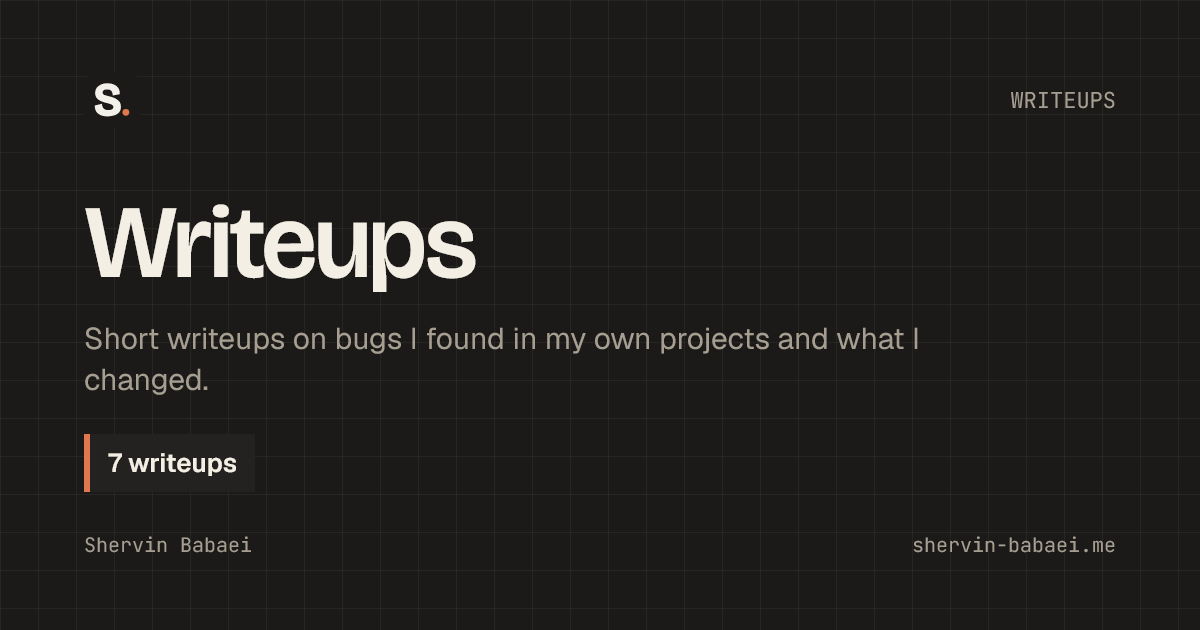 s.
WRITEUPS
Writeups
Short writeups on bugs I found in my own projects and what I
changed.
7 writeups
Shervin Babaei
shervin-babaei.me